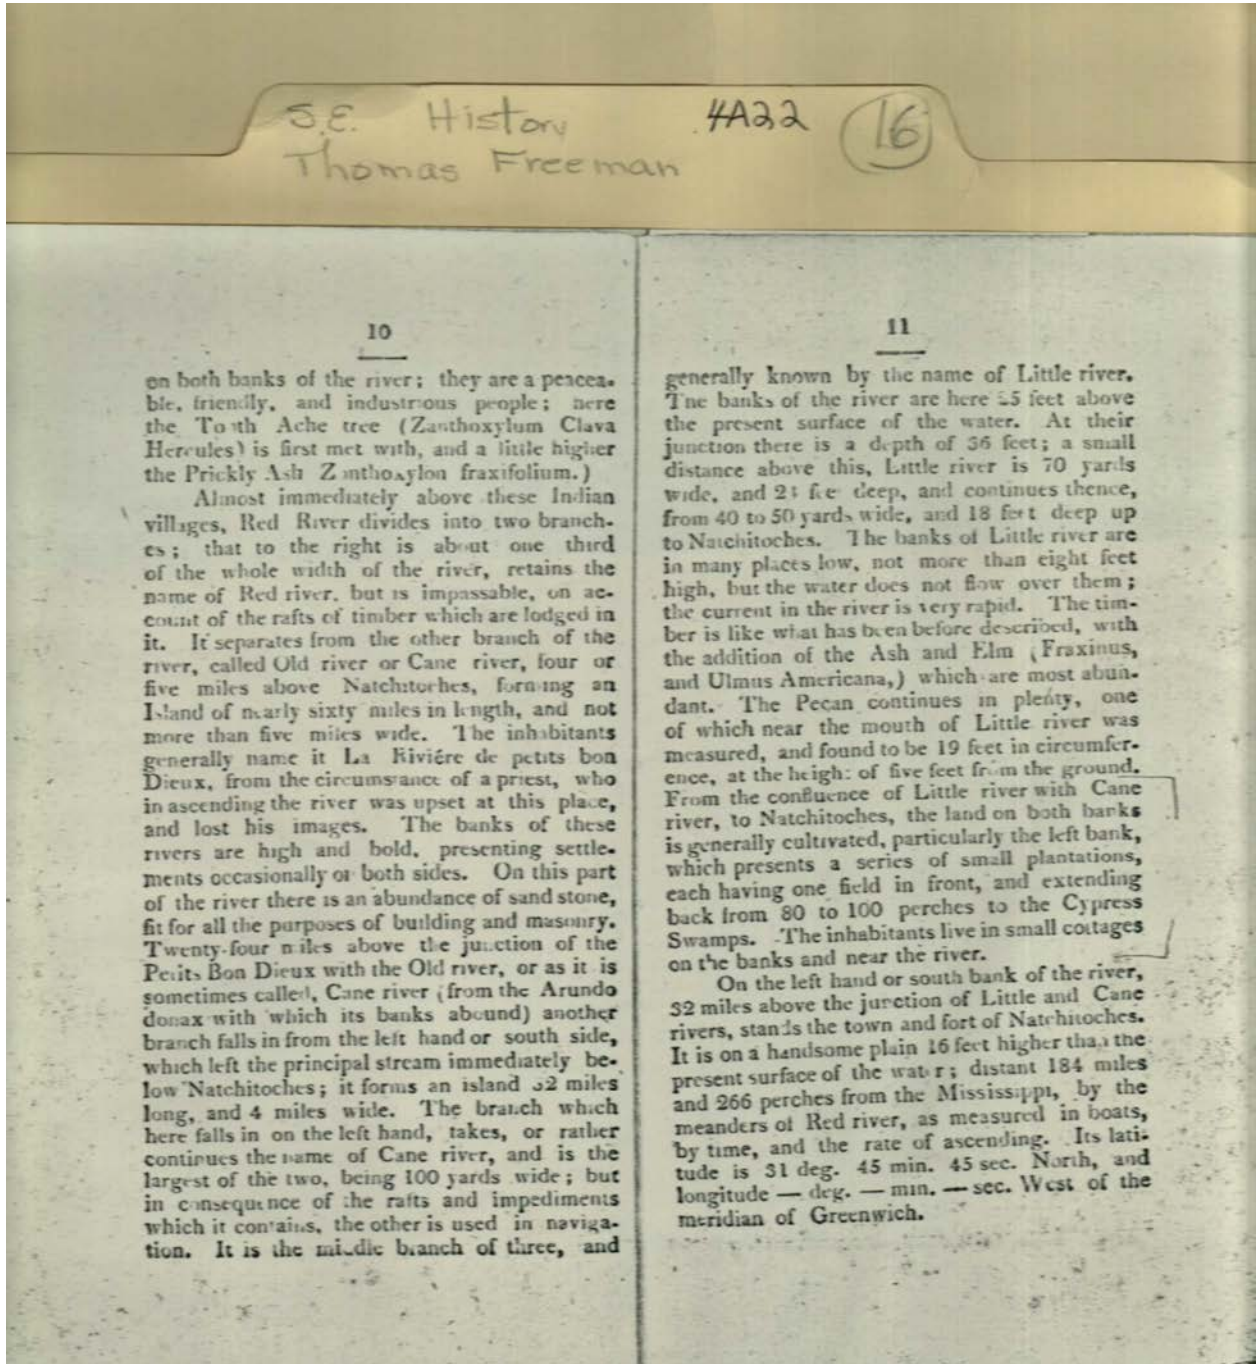 S.E. History 4A22 16
Thomas Freeman
10
on both banks of the river; they are a peacea-
ble, friendly, and industrious people; here
the Tooth Ache tree (Zanthoxylum Clava
Hercules) is first met with, and a little higher
the Prickly Ash Zanthoxylon fraxifolium.)
Almost immediately above these Indian
villages, Red River divides into two branch-
es; that to the right is about one third
of the whole width of the river, retains the
name of Red river, but is impassable, on ac-
count of the rafts of timber which are lodged in
it. It separates from the other branch of the
river, called Old river or Cane river, four or
five miles above Natchitoches, forming an
Island of nearly sixty miles in length, and not
more than five miles wide. The inhabitants
generally name it La Riviére de petits bon
Dieux, from the circumstance of a priest, who
in ascending the river was upset at this place,
and lost his images. The banks of these
rivers are high and bold, presenting settle-
ments occasionally on both sides. On this part
of the river there is an abundance of sand stone,
fit for all the purposes of building and masonry.
Twenty-four miles above the junction of the
Petits Bon Dieux with the Old river, or as it is
sometimes called, Cane river (from the Arundo
donax with which its banks abound) another
branch falls in from the left hand or south side,
which left the principal stream immediately be-
low Natchitoches; it forms an island 32 miles
long, and 4 miles wide. The branch which
here falls in on the left hand, takes, or rather
continues the name of Cane river, and is the
largest of the two, being 100 yards wide; but
in consequence of the rafts and impediments
which it contains, the other is used in naviga-
tion. It is the middle branch of three, and
11
generally known by the name of Little river.
The banks of the river are here 25 feet above
the present surface of the water. At their
junction there is a depth of 36 feet; a small
distance above this, Little river is 70 yards
wide, and feet deep, and continues thence,
from 40 to 50 yards wide, and 18 feet deep up
to Natchitoches. The banks of Little river are
in many places low, not more than eight feet
high, but the water does not flow over them;
the current in the river is very rapid. The tim-
ber is like what has been before described, with
the addition of the Ash and Elm (Fraxinus,
and Ulmus Americana,) which are most abun-
dant. The Pecan continues in plenty, one
of which near the mouth of Little river was
measured, and found to be 19 feet in circumfer-
ence, at the height of five feet from the ground.
From the confluence of Little river with Cane
river, to Natchitoches, the land on both banks
is generally cultivated, particularly the left bank,
which presents a series of small plantations,
each having one field in front, and extending
back from 80 to 100 perches to the Cypress
Swamps. The inhabitants live in small cottages
on the banks and near the river.
On the left hand or south bank of the river,
32 miles above the junction of Little and Cane
rivers, stands the town and fort of Natchitoches.
It is on a handsome plain 16 feet higher than the
present surface of the water; distant 184 miles
and 266 perches from the Mississippi, by the
meanders of Red river, as measured in boats,
by time, and the rate of ascending. Its lati-
tude is 31 deg. 45 min. 45 sec. North, and
longitude — deg. — min. — sec. West of the
meridian of Greenwich.